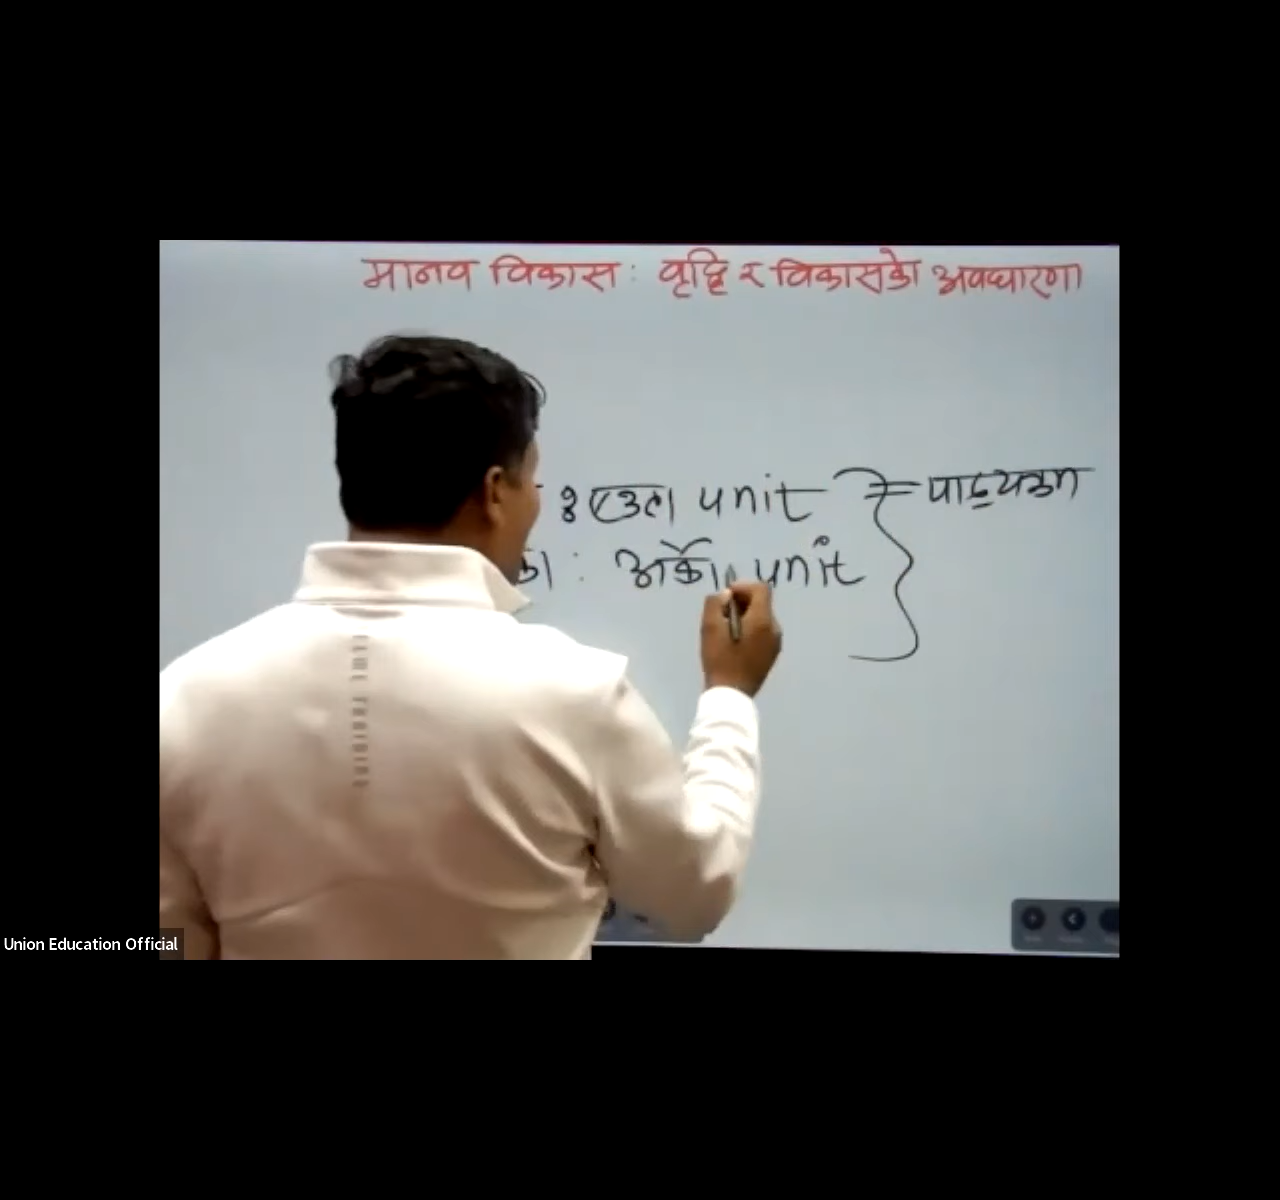 मानव विकास : वृद्धि र विकासको अवधारणा
: एउटा unit
पाठ्यक्रम
का : अर्को unit
Union Education Official